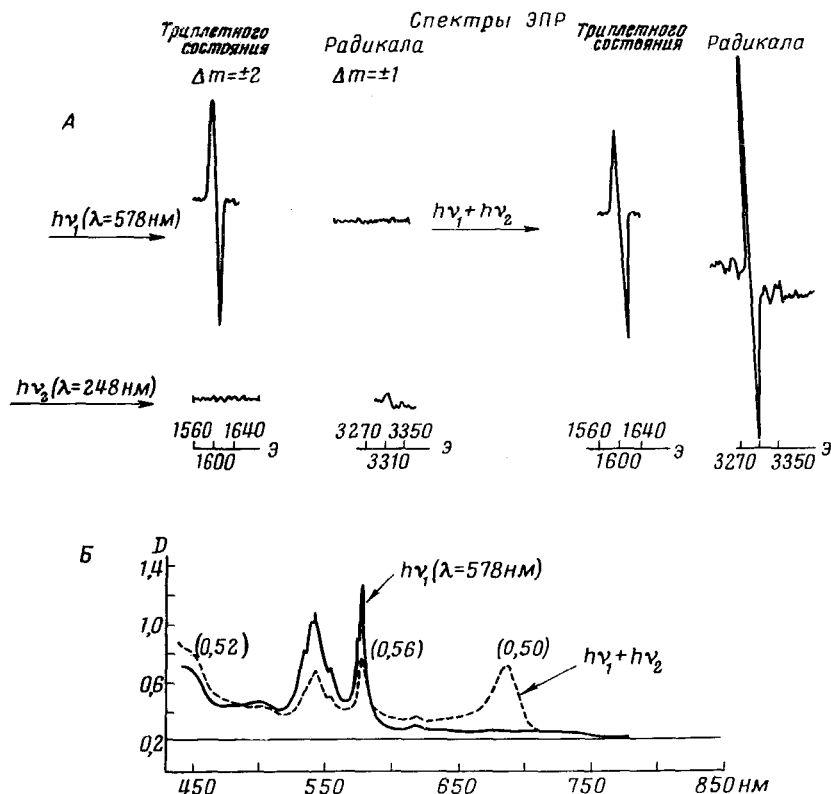 Спектры ЭПР
Триплетного состояния
Δm=±2
Радикала
Δm=±1
Триплетного состояния
Радикала
А
hν₁(λ=578нм)
hν₁+hν₂
hν₂(λ=248нм)
1560 1640 Э
1600
3270 3350 Э
3310
1560 1640 Э
1600
3270 3350 Э
Б
D
1,4
1,0
0,6
0,2
hν₁(λ=578нм)
(0,52)
(0,56)
(0,50)
hν₁+hν₂
450 550 650 750 850 нм